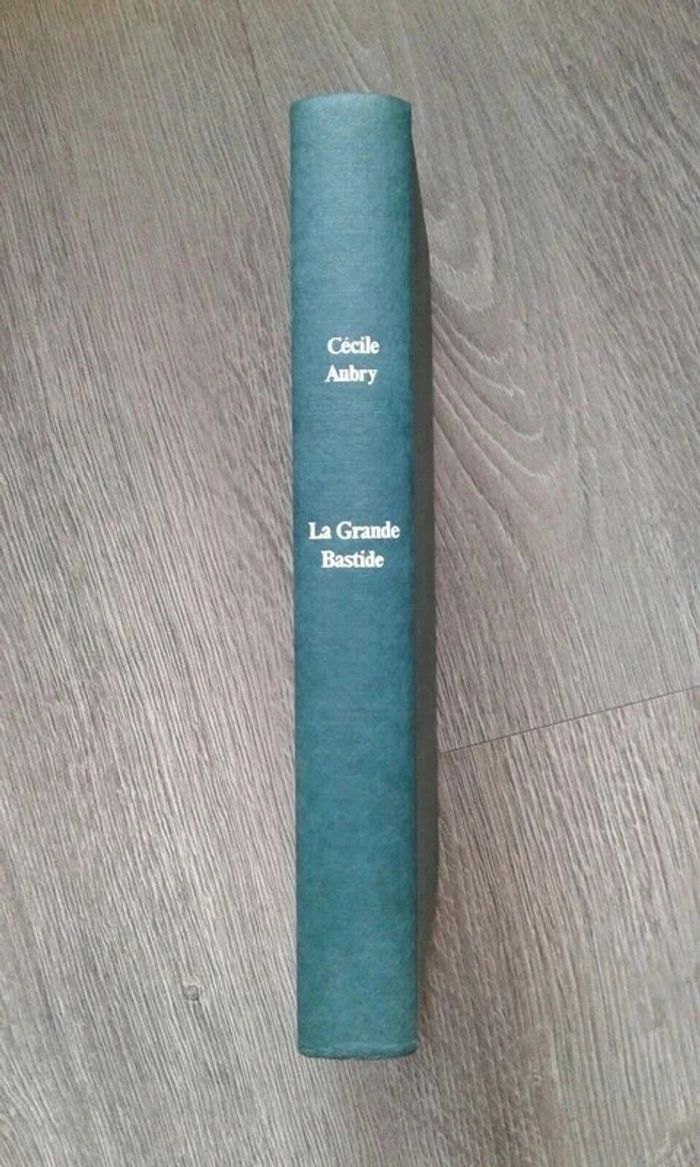 Cécile
Aubry
La Grande
Bastide